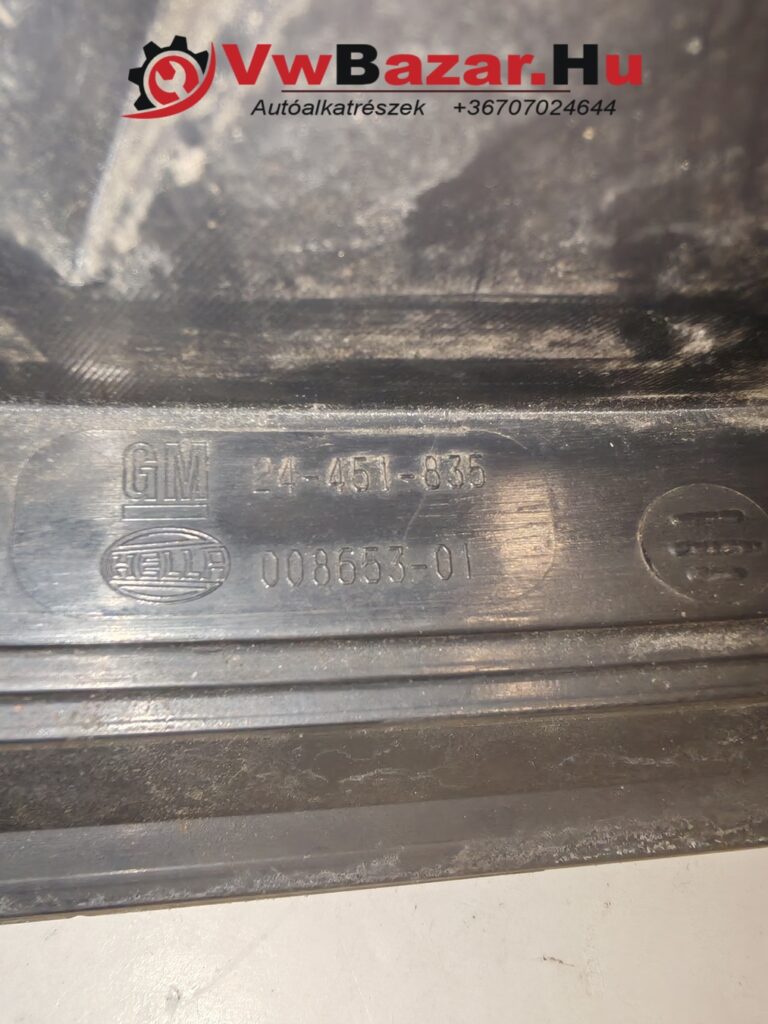 VwBazar.Hu
Autóalkatrészek +36707024644
GM 24-451-835
HELLA 008653-01